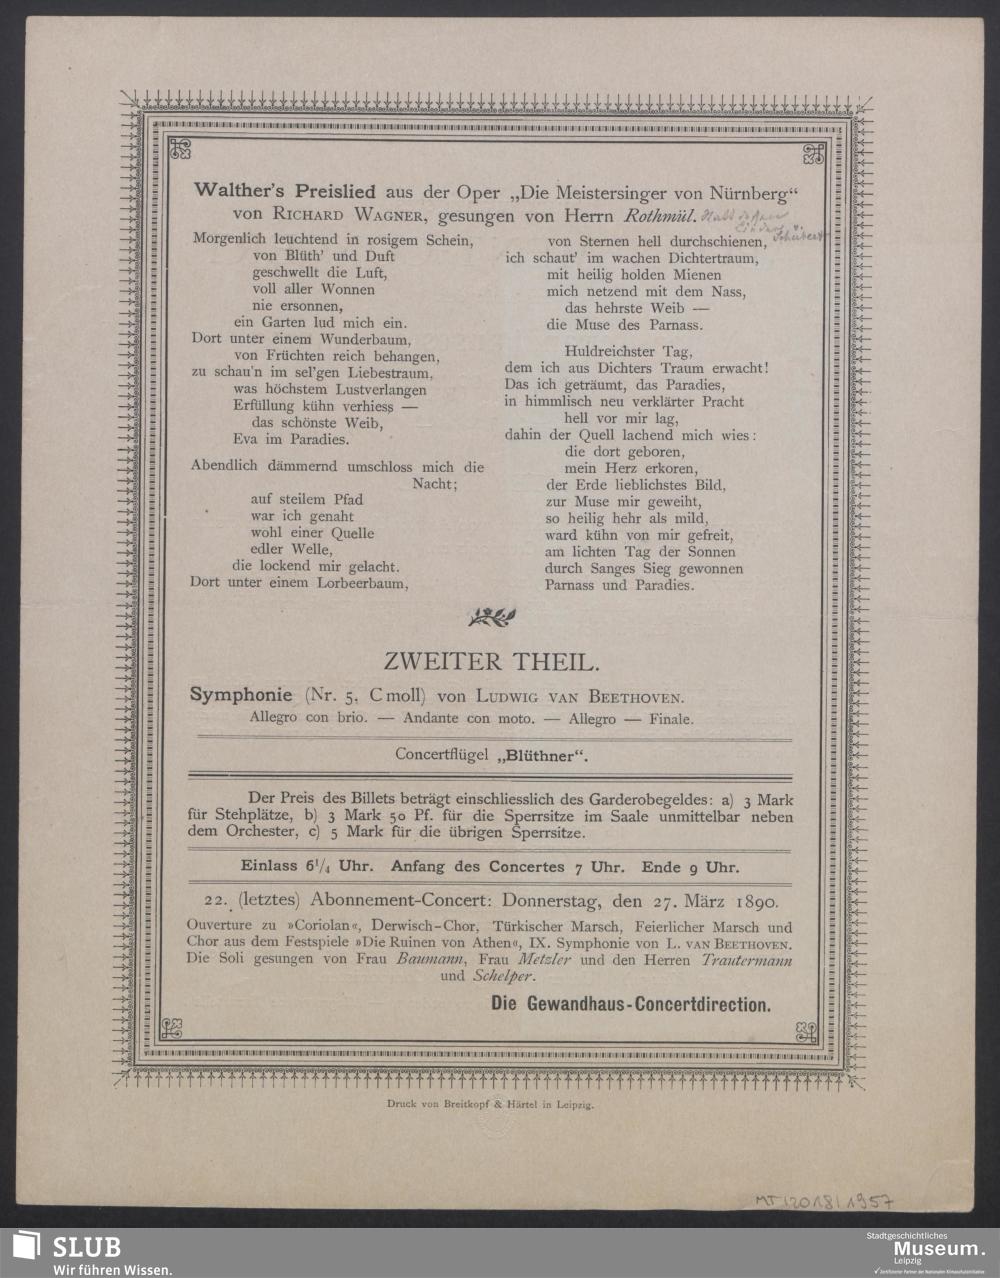 Walther's Preislied aus der Oper „Die Meistersinger von Nürnberg“
von Richard Wagner, gesungen von Herrn Rothmül.
Morgenlich leuchtend in rosigem Schein,
von Blüth' und Duft
geschwellt die Luft,
voll aller Wonnen
nie ersonnen,
ein Garten lud mich ein.
Dort unter einem Wunderbaum,
von Früchten reich behangen,
zu schau'n im sel'gen Liebestraum,
was höchstem Lustverlangen
Erfüllung kühn verhiess —
das schönste Weib,
Eva im Paradies.
Abendlich dämmernd umschloss mich die
Nacht;
auf steilem Pfad
war ich genaht
wohl einer Quelle
edler Welle,
die lockend mir gelacht.
Dort unter einem Lorbeerbaum,
von Sternen hell durchschienen,
Schubert
ich schaut' im wachen Dichtertraum,
mit heilig holden Mienen
mich netzend mit dem Nass,
das hehrste Weib —
die Muse des Parnass.
Huldreichster Tag,
dem ich aus Dichters Traum erwacht!
Das ich geträumt, das Paradies,
in himmlisch neu verklärter Pracht
hell vor mir lag,
dahin der Quell lachend mich wies:
die dort geboren,
mein Herz erkoren,
der Erde lieblichstes Bild,
zur Muse mir geweiht,
so heilig hehr als mild,
ward kühn von mir gefreit,
am lichten Tag der Sonnen
durch Sanges Sieg gewonnen
Parnass und Paradies.
ZWEITER THEIL.
Symphonie (Nr. 5, C moll) von Ludwig van Beethoven.
Allegro con brio. — Andante con moto. — Allegro — Finale.
Concertflügel „Blüthner“.
Der Preis des Billets beträgt einschliesslich des Garderobegeldes: a) 3 Mark
für Stehplätze, b) 3 Mark 50 Pf. für die Sperrsitze im Saale unmittelbar neben
dem Orchester, c) 5 Mark für die übrigen Sperrsitze.
Einlass 6¼ Uhr. Anfang des Concertes 7 Uhr. Ende 9 Uhr.
22. (letztes) Abonnement-Concert: Donnerstag, den 27. März 1890.
Ouverture zu »Coriolan«, Derwisch-Chor, Türkischer Marsch, Feierlicher Marsch und
Chor aus dem Festspiele »Die Ruinen von Athen«, IX. Symphonie von L. van Beethoven.
Die Soli gesungen von Frau Baumann, Frau Metzler und den Herren Trautermann
und Schelper.
Die Gewandhaus-Concertdirection.
Druck von Breitkopf & Härtel in Leipzig.
MT12018/1957
SLUB
Wir führen Wissen.
Stadtgeschichtliches
Museum.
Leipzig
Zertifizierter Partner der Nationalen Klimaschutzinitiative